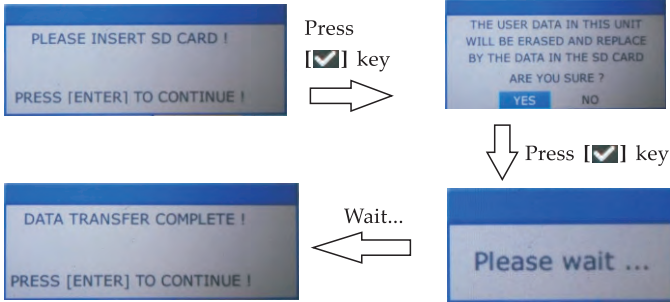 PLEASE INSERT SD CARD !
PRESS [ENTER] TO CONTINUE !
Press
[✔] key
THE USER DATA IN THIS UNIT
WILL BE ERASED AND REPLACE
BY THE DATA IN THE SD CARD
ARE YOU SURE ?
YES NO
Press [✔] key
Please wait ...
Wait...
DATA TRANSFER COMPLETE !
PRESS [ENTER] TO CONTINUE !